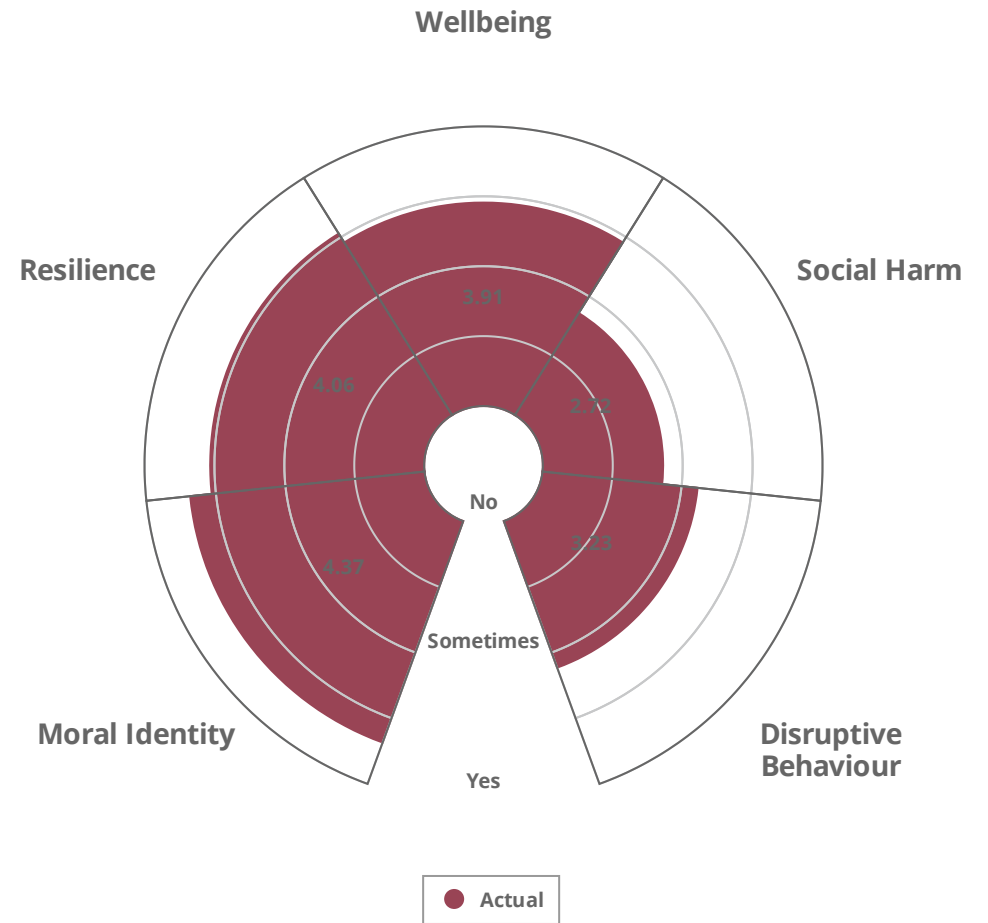 Wellbeing
Resilience
Social Harm
3.91
4.06
2.72
No
3.23
4.37
Sometimes
Moral Identity
Disruptive
Behaviour
Yes
Actual